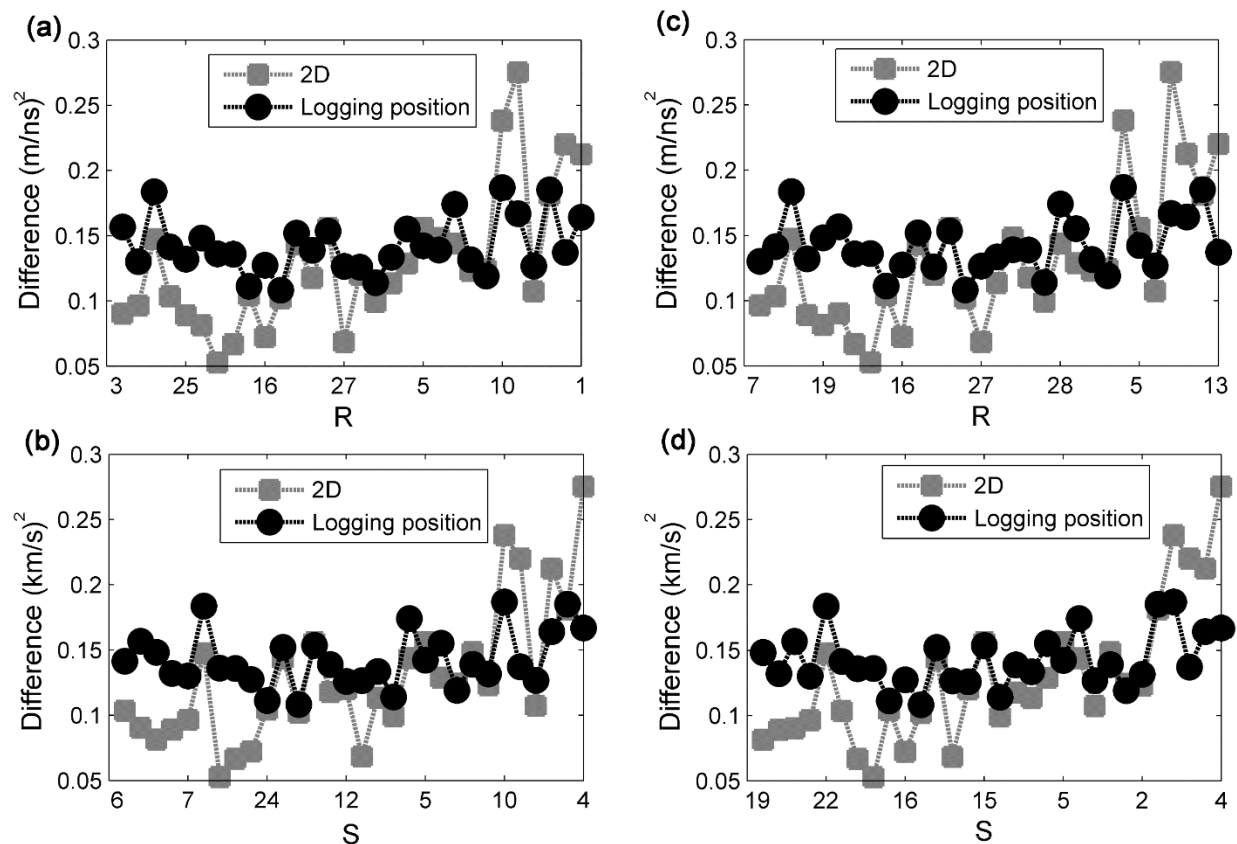 (a)
0.3
0.25
0.2
0.15
0.1
0.05
Difference (m/ns)²
2D
Logging position
3 25 16 27 5 10 1
R
(c)
0.3
0.25
0.2
0.15
0.1
0.05
Difference (m/ns)²
2D
Logging position
7 19 16 27 28 5 13
R
(b)
0.3
0.25
0.2
0.15
0.1
0.05
Difference (km/s)²
2D
Logging position
6 7 24 12 5 10 4
S
(d)
0.3
0.25
0.2
0.15
0.1
0.05
Difference (km/s)²
2D
Logging position
19 22 16 15 5 2 4
S